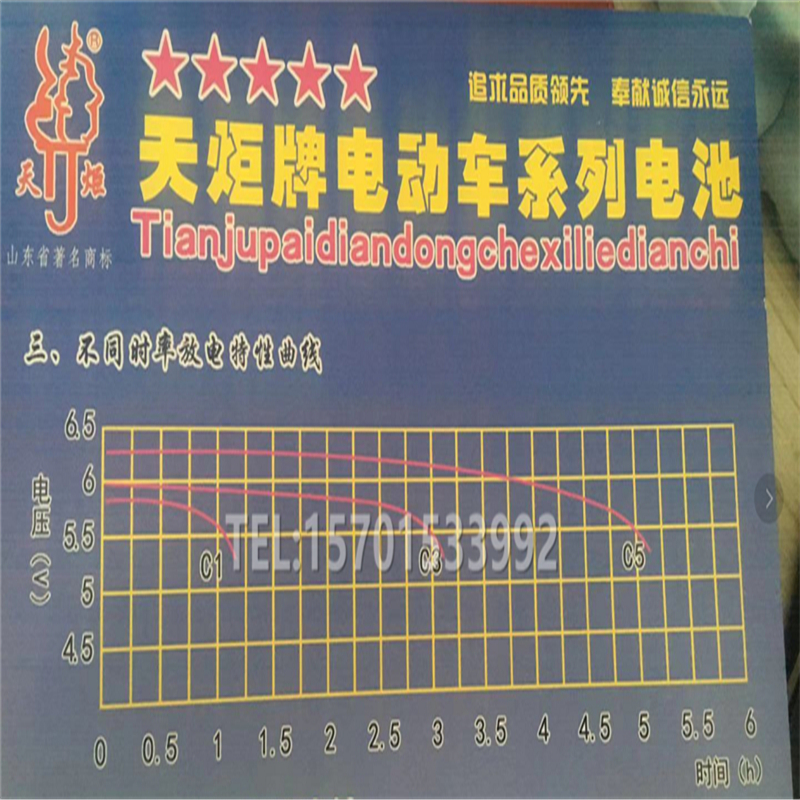 ®
天炬
山东省著名商标
追求品质领先 奉献诚信永远
天炬牌电动车系列电池
Tianjupaidiandongchexiliedianchi
三、不同时率放电特性曲线
6.5
6
5.5
5
4.5
电压(V)
C1
C3
C5
TEL:15701533992
0 0.5 1 1.5 2 2.5 3 3.5 4 4.5 5 5.5 6
时间(h)